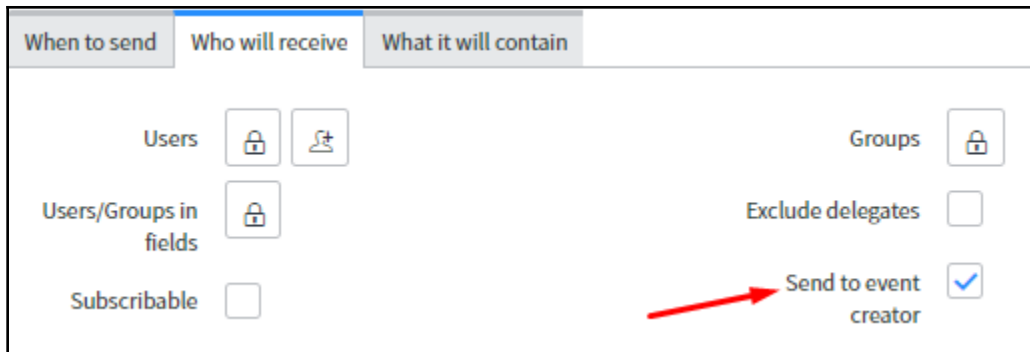 When to send
Who will receive
What it will contain
Users
Groups
Users/Groups in
fields
Exclude delegates
Subscribable
Send to event
creator